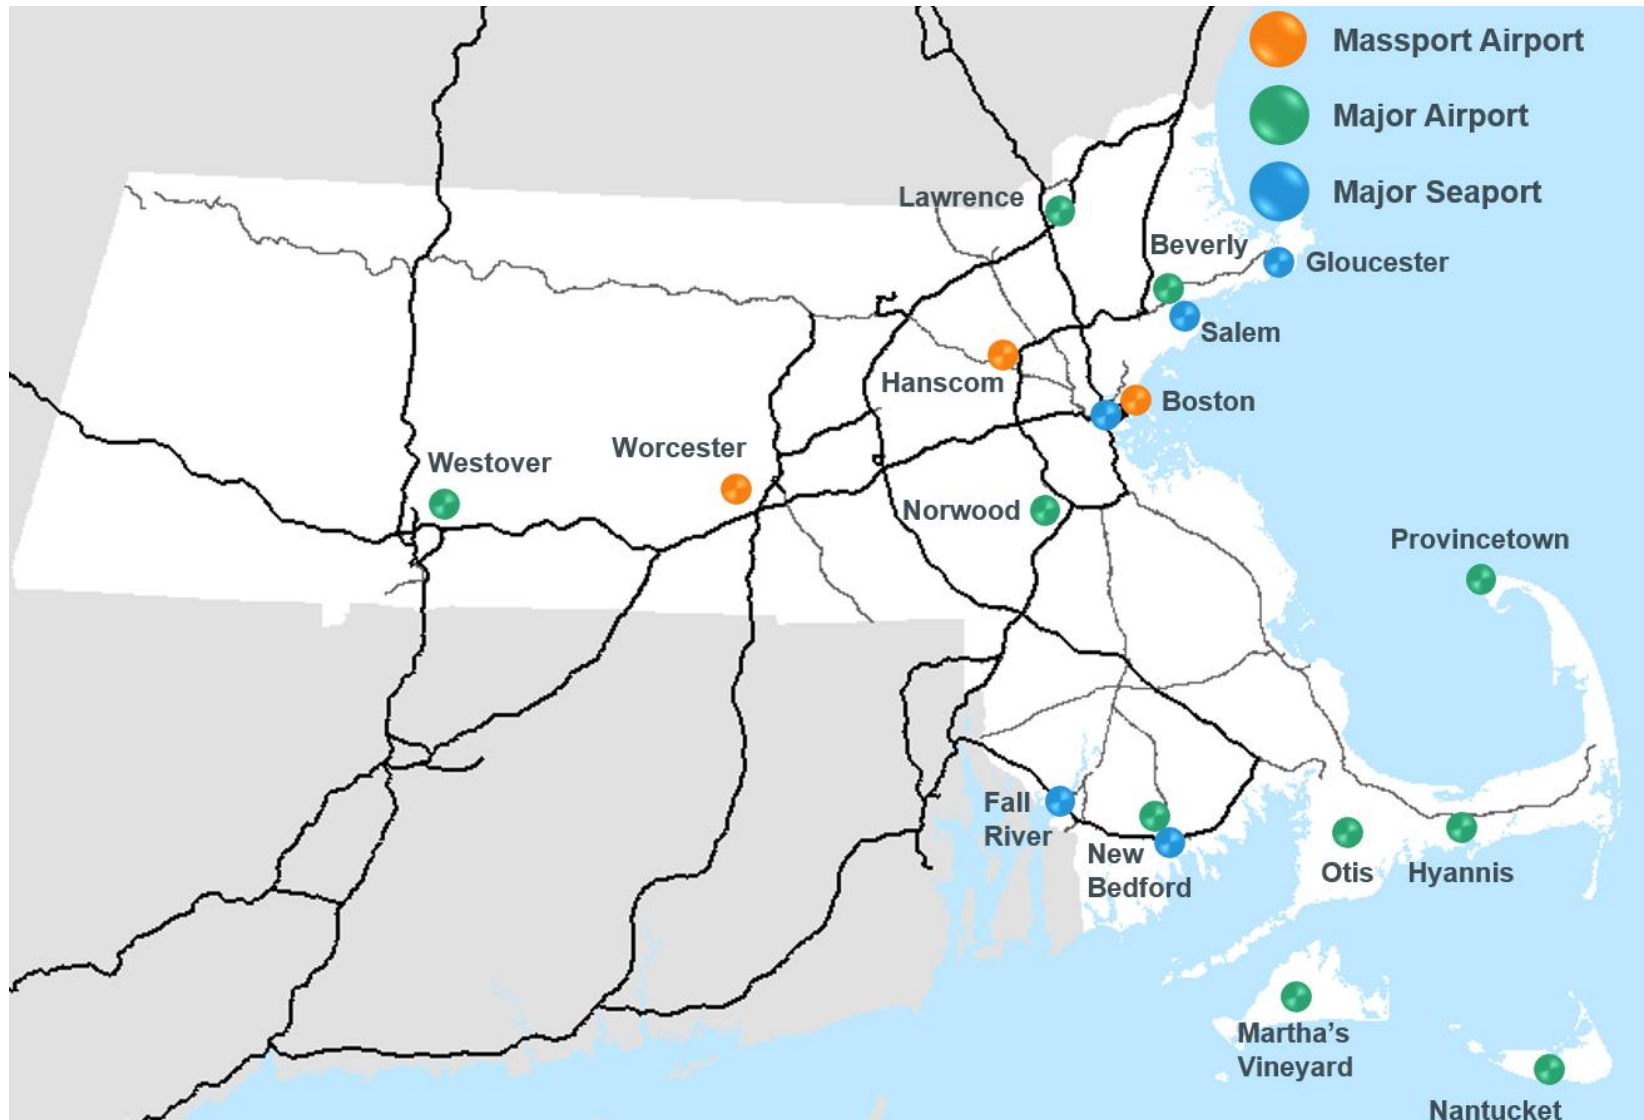 Massport Airport
Major Airport
Major Seaport
Lawrence
Beverly
Gloucester
Salem
Hanscom
Boston
Worcester
Westover
Norwood
Provincetown
Fall
River
New
Bedford
Otis
Hyannis
Martha’s
Vineyard
Nantucket